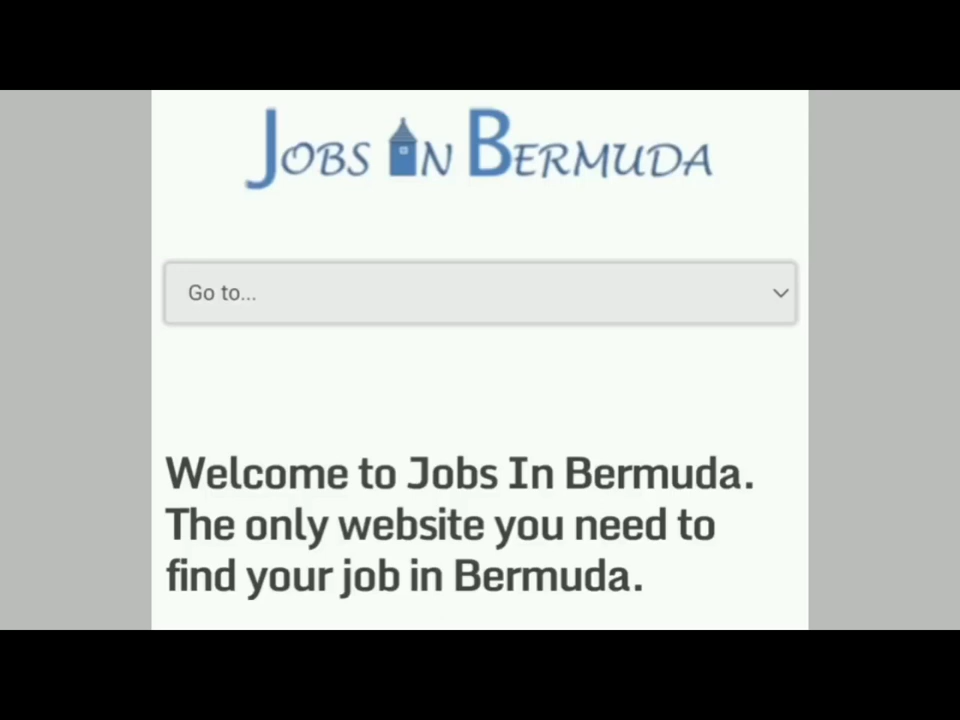 JOBS IN BERMUDA
Go to...
Welcome to Jobs In Bermuda.
The only website you need to
find your job in Bermuda.